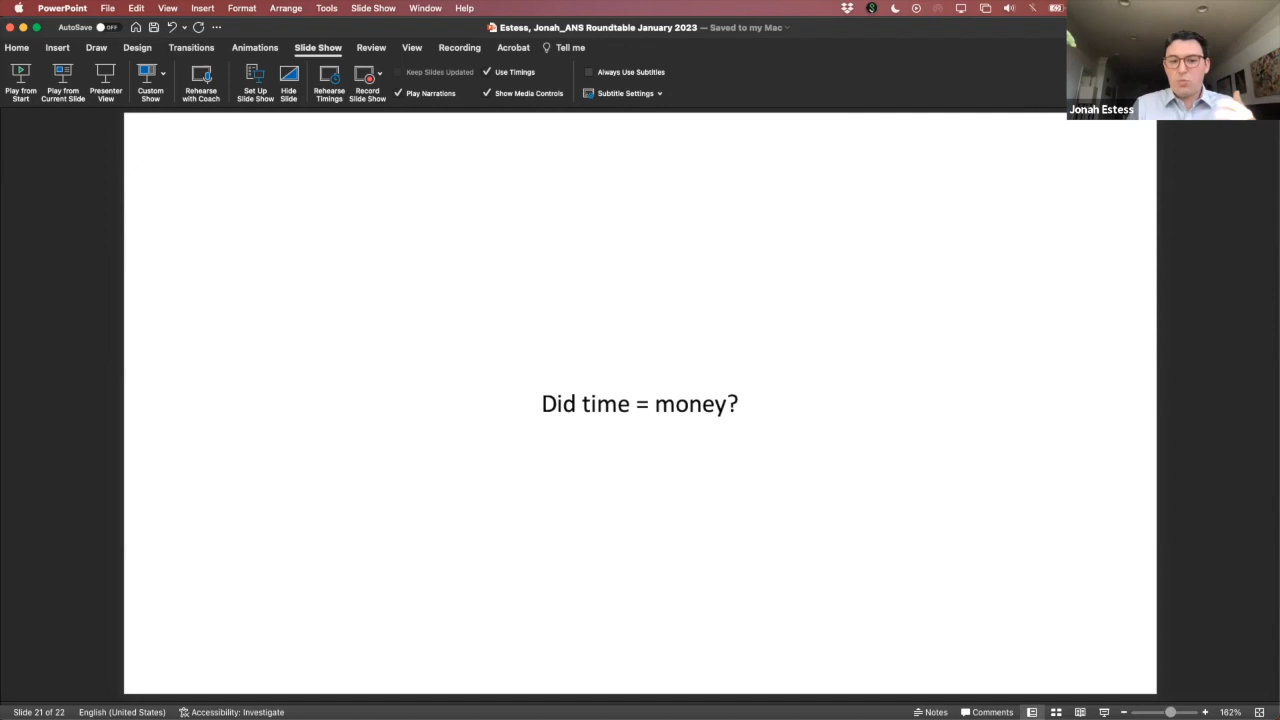 PowerPoint File Edit View Insert Format Arrange Tools Slide Show Window Help
AutoSave OFF
Estess, Jonah_ANS Roundtable January 2023 — Saved to my Mac
Home Insert Draw Design Transitions Animations Slide Show Review View Recording Acrobat Tell me
Play from Start
Play from Current Slide
Presenter View
Custom Show
Rehearse with Coach
Set Up Slide Show
Hide Slide
Rehearse Timings
Record Slide Show
Keep Slides Updated
Play Narrations
Use Timings
Show Media Controls
Always Use Subtitles
Subtitle Settings
Jonah Estess
Did time = money?
Slide 21 of 22 English (United States) Accessibility: Investigate
Notes Comments 162%